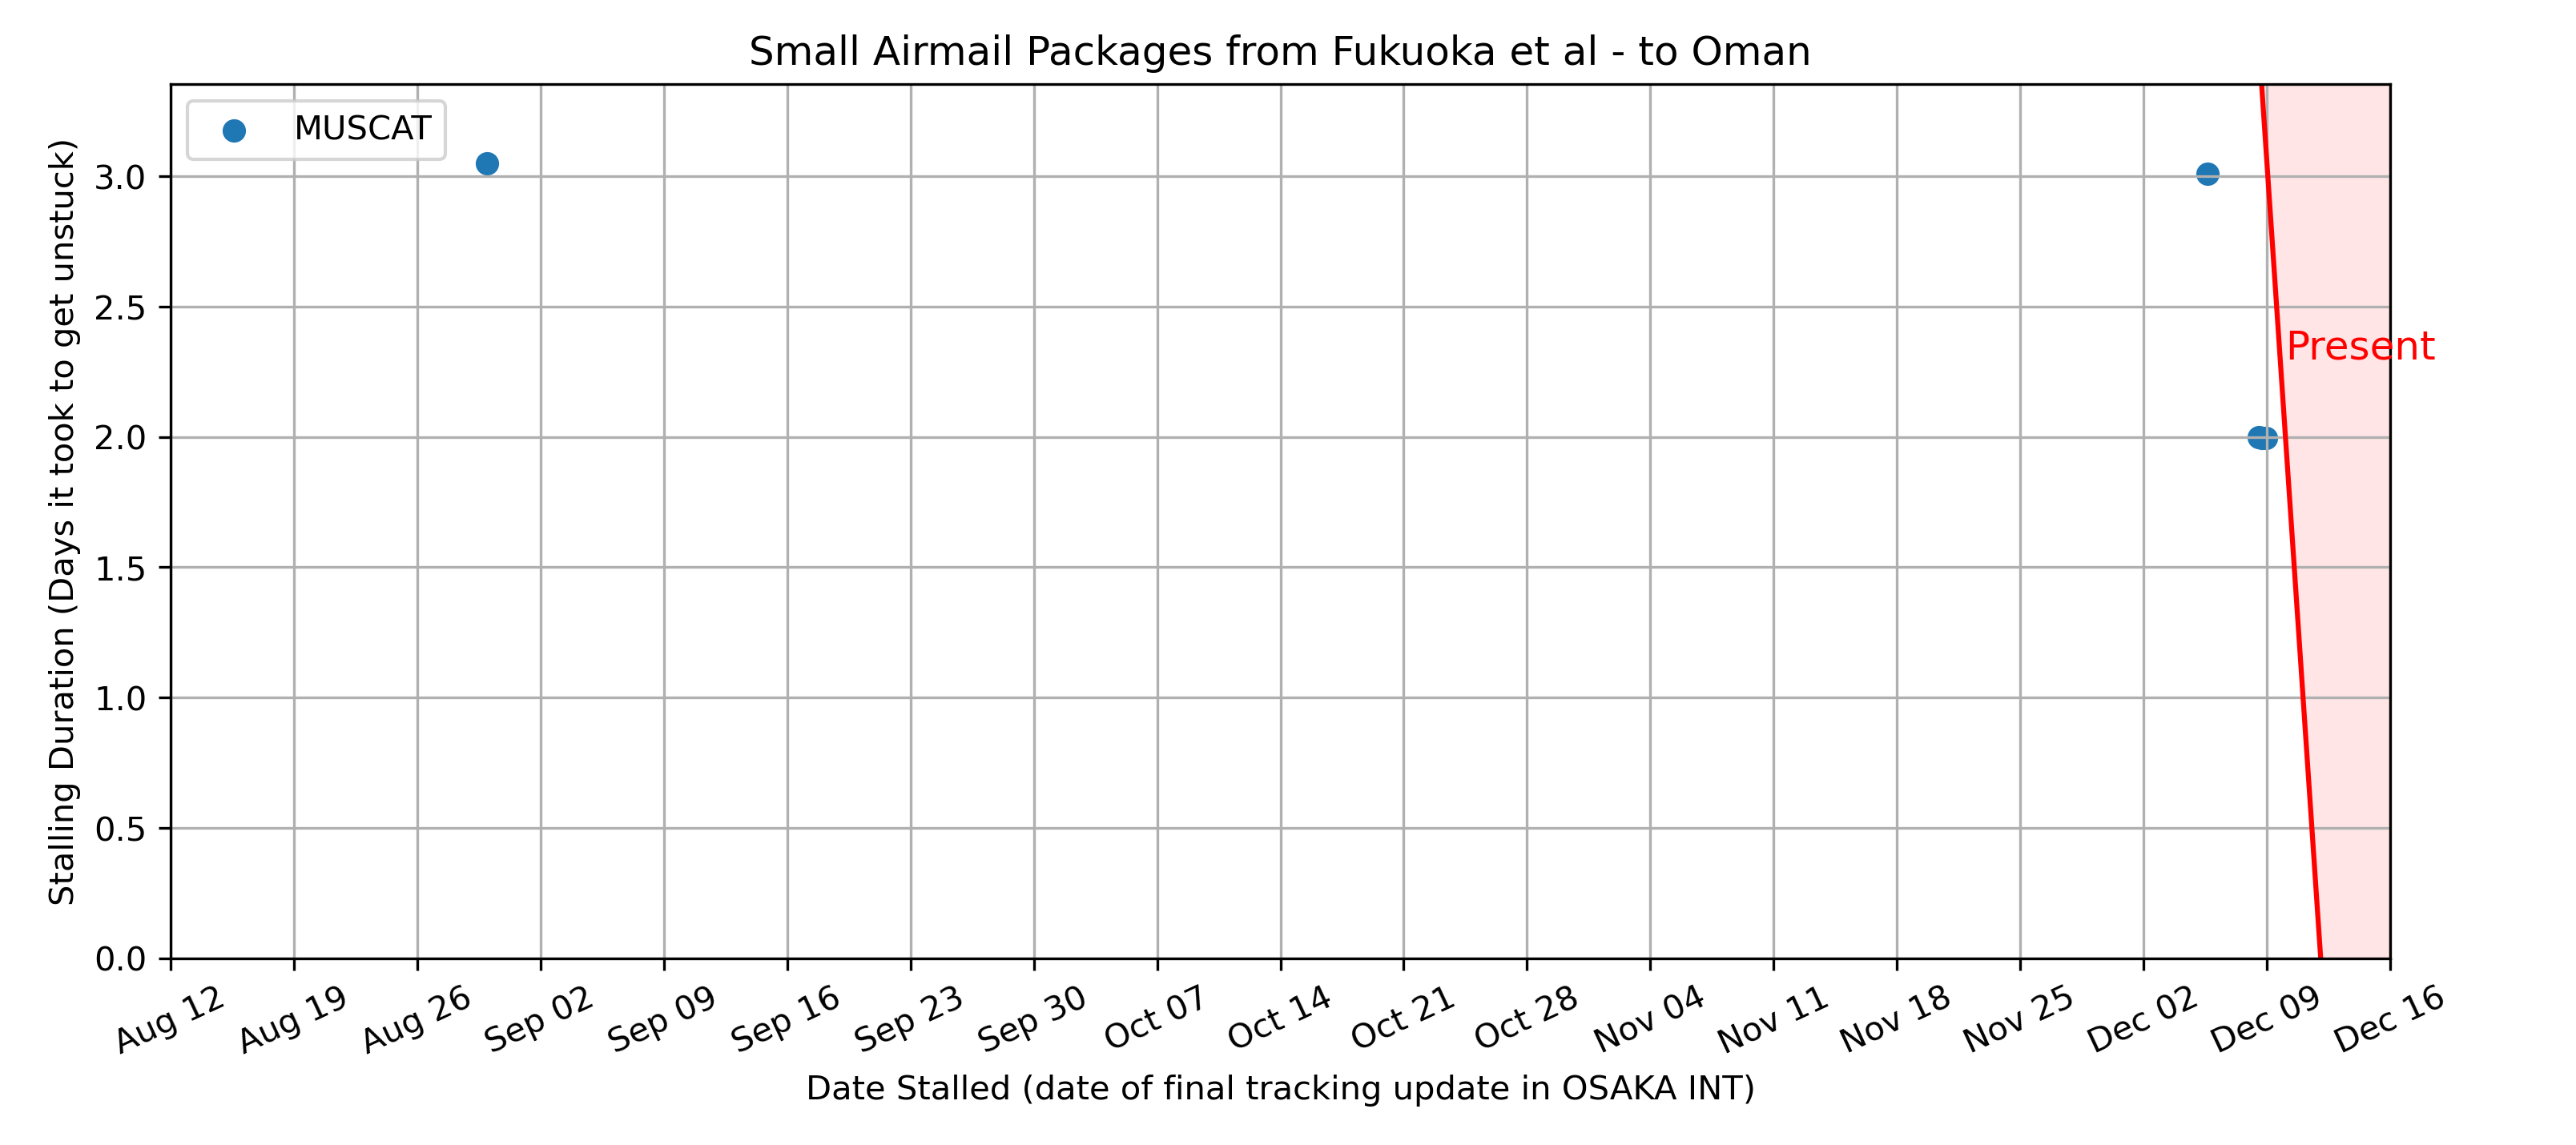 Small Airmail Packages from Fukuoka et al - to Oman
MUSCAT
Stalling Duration (Days it took to get unstuck)
3.0
2.5
2.0
1.5
1.0
0.5
0.0
Present
Aug 12
Aug 19
Aug 26
Sep 02
Sep 09
Sep 16
Sep 23
Sep 30
Oct 07
Oct 14
Oct 21
Oct 28
Nov 04
Nov 11
Nov 18
Nov 25
Dec 02
Dec 09
Dec 16
Date Stalled (date of final tracking update in OSAKA INT)